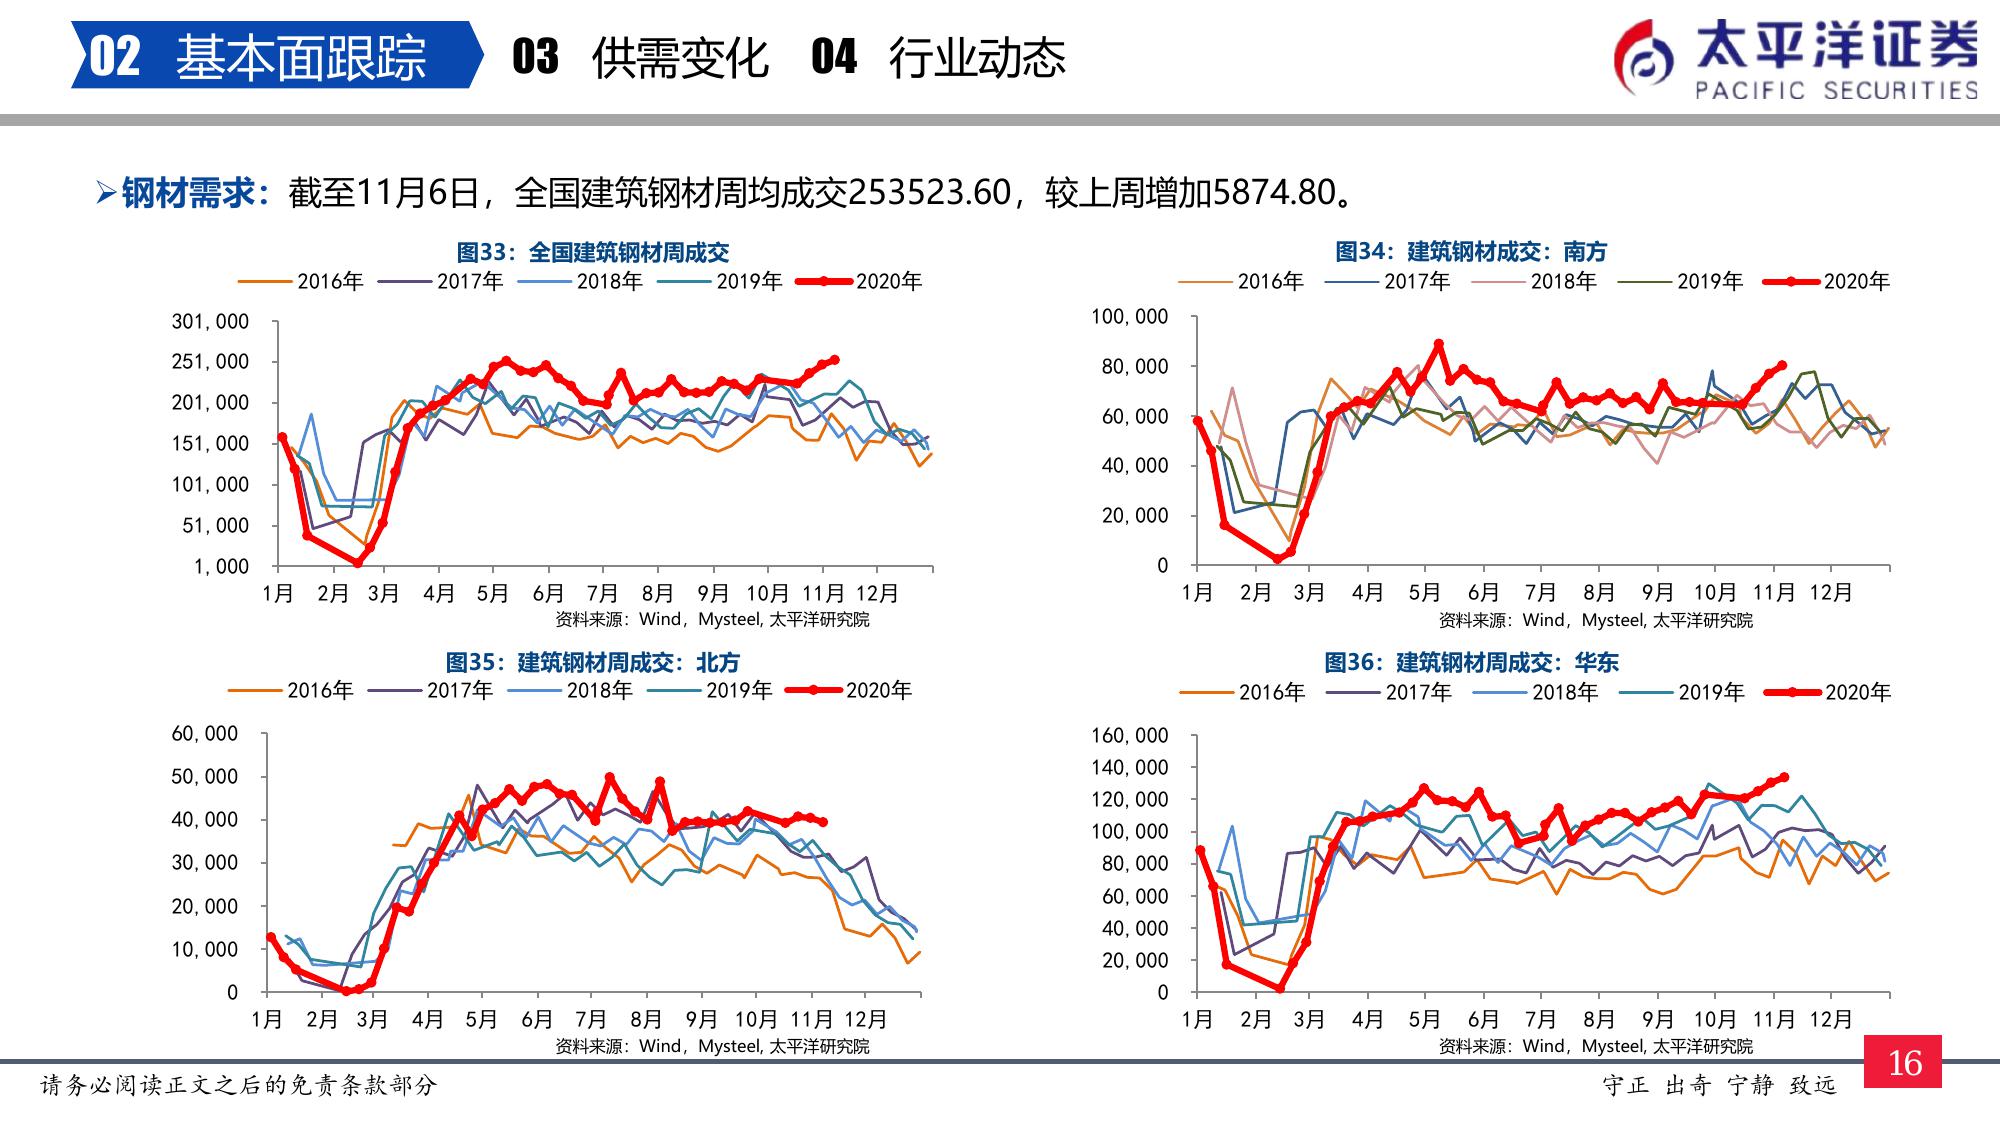 02 基本面跟踪 03 供需变化 04 行业动态
太平洋证券
PACIFIC SECURITIES
➢钢材需求：截至11月6日，全国建筑钢材周均成交253523.60，较上周增加5874.80。
图33：全国建筑钢材周成交
2016年 2017年 2018年 2019年 2020年
301,000
251,000
201,000
151,000
101,000
51,000
1,000
1月 2月 3月 4月 5月 6月 7月 8月 9月 10月 11月 12月
资料来源：Wind，Mysteel, 太平洋研究院
图34：建筑钢材成交：南方
2016年 2017年 2018年 2019年 2020年
100,000
80,000
60,000
40,000
20,000
0
1月 2月 3月 4月 5月 6月 7月 8月 9月 10月 11月 12月
资料来源：Wind，Mysteel, 太平洋研究院
图35：建筑钢材周成交：北方
2016年 2017年 2018年 2019年 2020年
60,000
50,000
40,000
30,000
20,000
10,000
0
1月 2月 3月 4月 5月 6月 7月 8月 9月 10月 11月 12月
资料来源：Wind，Mysteel, 太平洋研究院
图36：建筑钢材周成交：华东
2016年 2017年 2018年 2019年 2020年
160,000
140,000
120,000
100,000
80,000
60,000
40,000
20,000
0
1月 2月 3月 4月 5月 6月 7月 8月 9月 10月 11月 12月
资料来源：Wind，Mysteel, 太平洋研究院
请务必阅读正文之后的免责条款部分
守正 出奇 宁静 致远
16